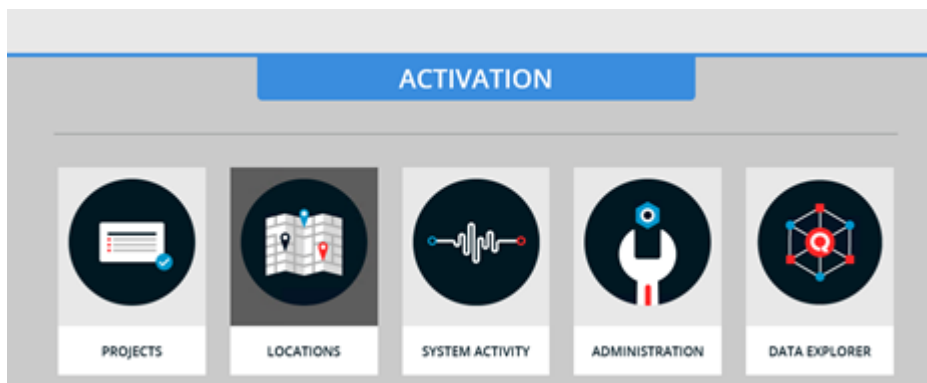 ACTIVATION
PROJECTS
LOCATIONS
SYSTEM ACTIVITY
ADMINISTRATION
DATA EXPLORER